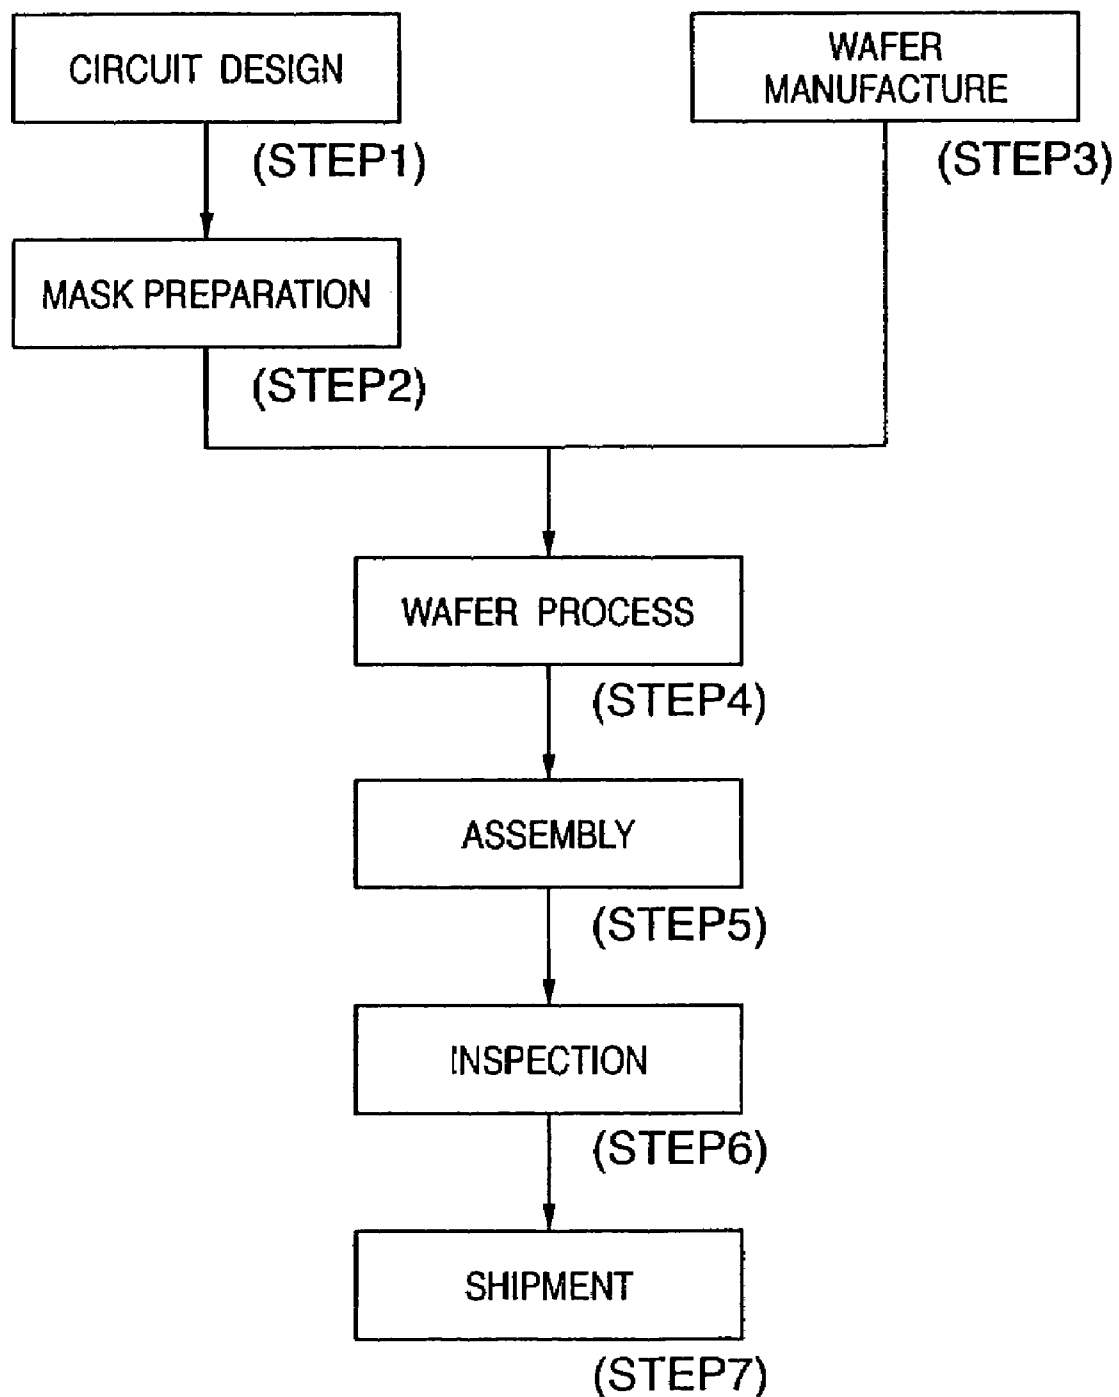 CIRCUIT DESIGN
(STEP1)
MASK PREPARATION
(STEP2)
WAFER
MANUFACTURE
(STEP3)
WAFER PROCESS
(STEP4)
ASSEMBLY
(STEP5)
INSPECTION
(STEP6)
SHIPMENT
(STEP7)